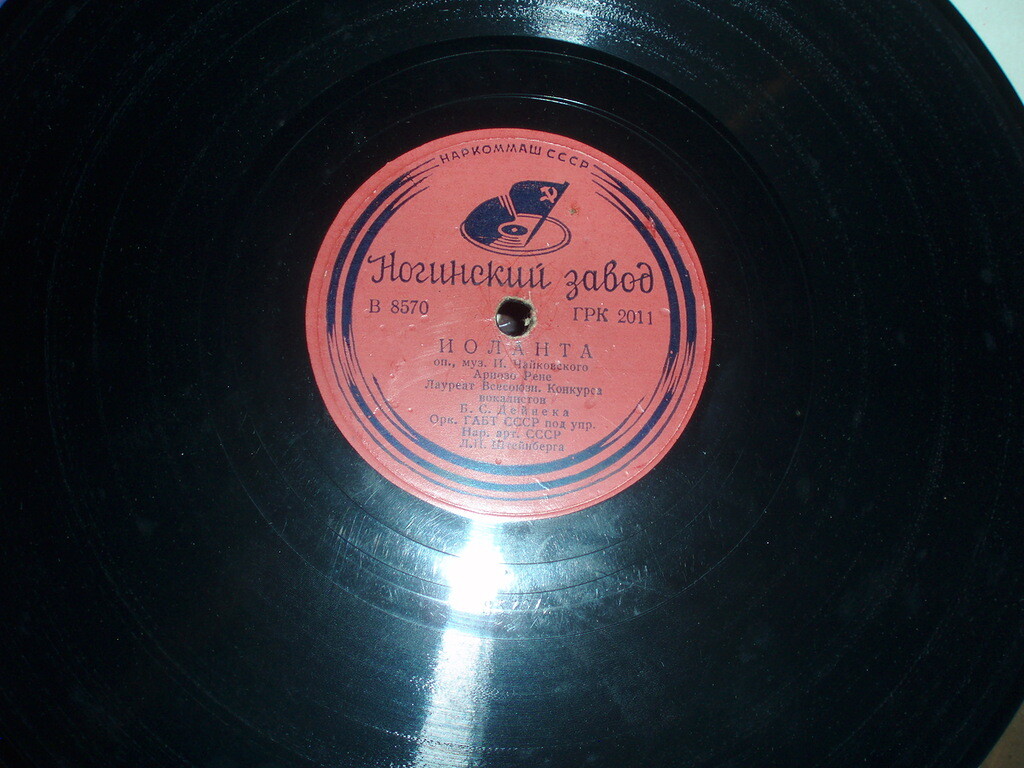 НАРКОММАШ СССР
Ногинский завод
В 8570 ГРК 2011
ИОЛАНТА
оп., муз. П. Чайковского
Ариозо Рене
Лауреат Всесоюзн. Конкурса
вокалистов
Б. С. Дейнека
Орк. ГАБТ СССР под упр.
Нар. арт. СССР
Л.П. Штейнберга